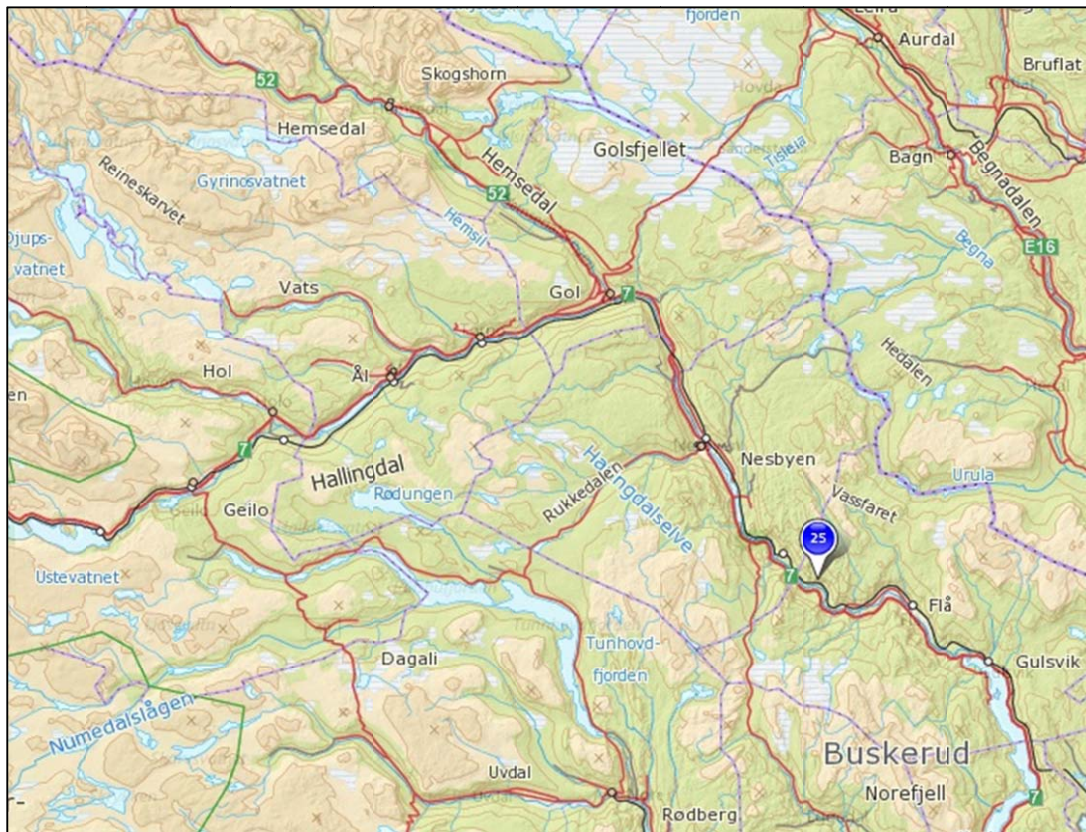 fjorden
Leira
Aurdal
Bruflat
52
Skogshorn
Hovda
Hemsedal
Golsfjellet
Tisleia
Bagn
Begnadalen
Reineskarvet
Gyrinosvatnet
Hemsedal
52
Hemsil
E16
Begna
Djups-
vatnet
Vats
Gol
7
Hol
Ål
Hedalen
en
7
Hallingdal
Nesbyen
Rødungen
Rukkedalen
Hallingdalselve
Urula
Vassfaret
Geilo
25
Ustevatnet
7
Flå
Tunhovd-
fjorden
Dagali
Gulsvik
Numedalslågen
Buskerud
Uvdal
Norefjell
7
Rødberg